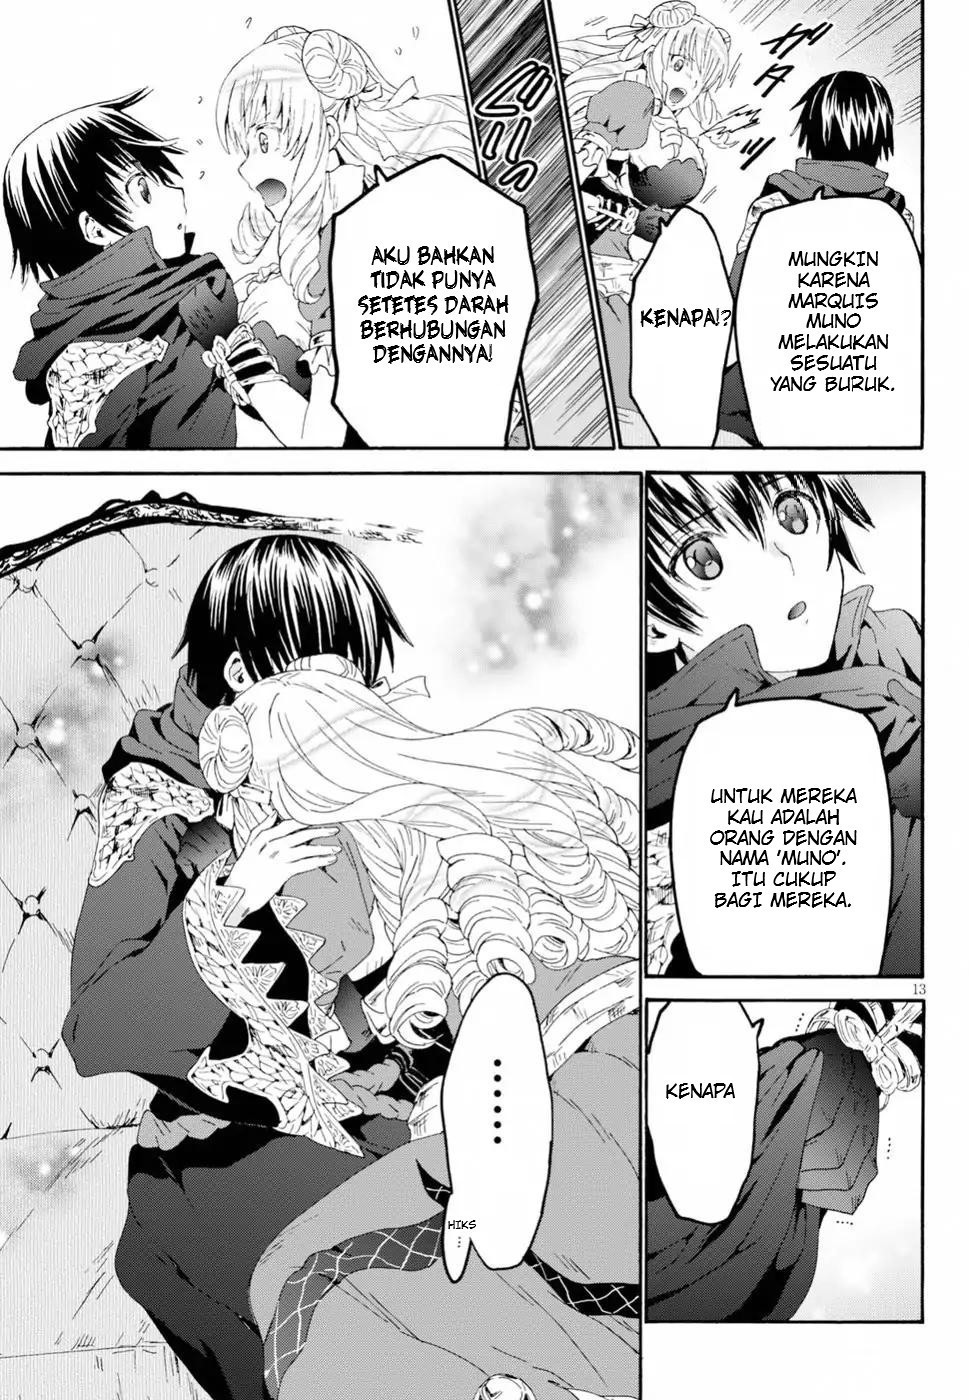 MUNGKIN
KARENA
MARQUIS
MUNO
MELAKUKAN
SESUATU
YANG BURUK.
KENAPA!?
AKU BAHKAN
TIDAK PUNYA
SETETES DARAH
BERHUBUNGAN
DENGANNYA!
UNTUK MEREKA
KAU ADALAH
ORANG DENGAN
NAMA 'MUNO'.
ITU CUKUP
BAGI MEREKA.
13
KENAPA
......
HIKS